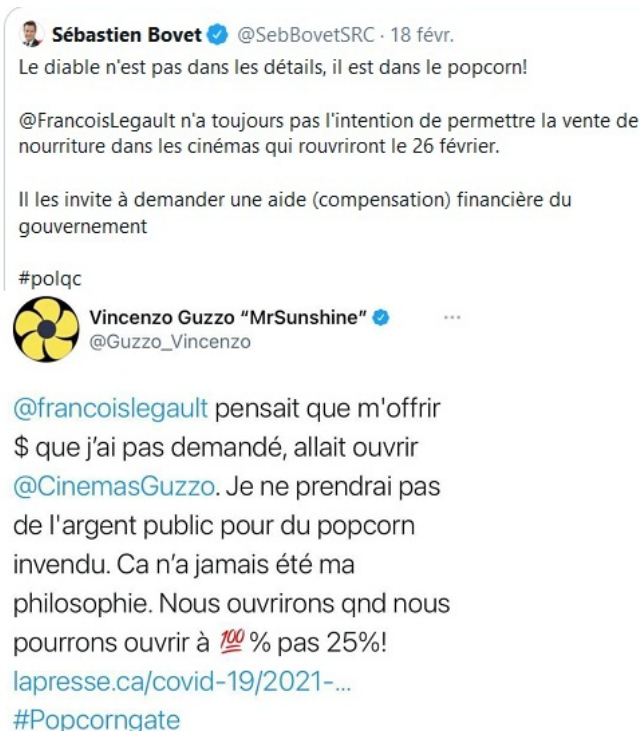 Sébastien Bovet @SebBovetSRC · 18 févr.
Le diable n'est pas dans les détails, il est dans le popcorn!
@FrancoisLegault n'a toujours pas l'intention de permettre la vente de
nourriture dans les cinémas qui rouvriront le 26 février.
Il les invite à demander une aide (compensation) financière du
gouvernement
#polqc
Vincenzo Guzzo “MrSunshine” ...
@Guzzo_Vincenzo
@francoislegault pensait que m'offrir
$ que j’ai pas demandé, allait ouvrir
@CinemasGuzzo. Je ne prendrai pas
de l'argent public pour du popcorn
invendu. Ca n’a jamais été ma
philosophie. Nous ouvrirons qnd nous
pourrons ouvrir à 💯 % pas 25%!
lapresse.ca/covid-19/2021-...
#Popcorngate